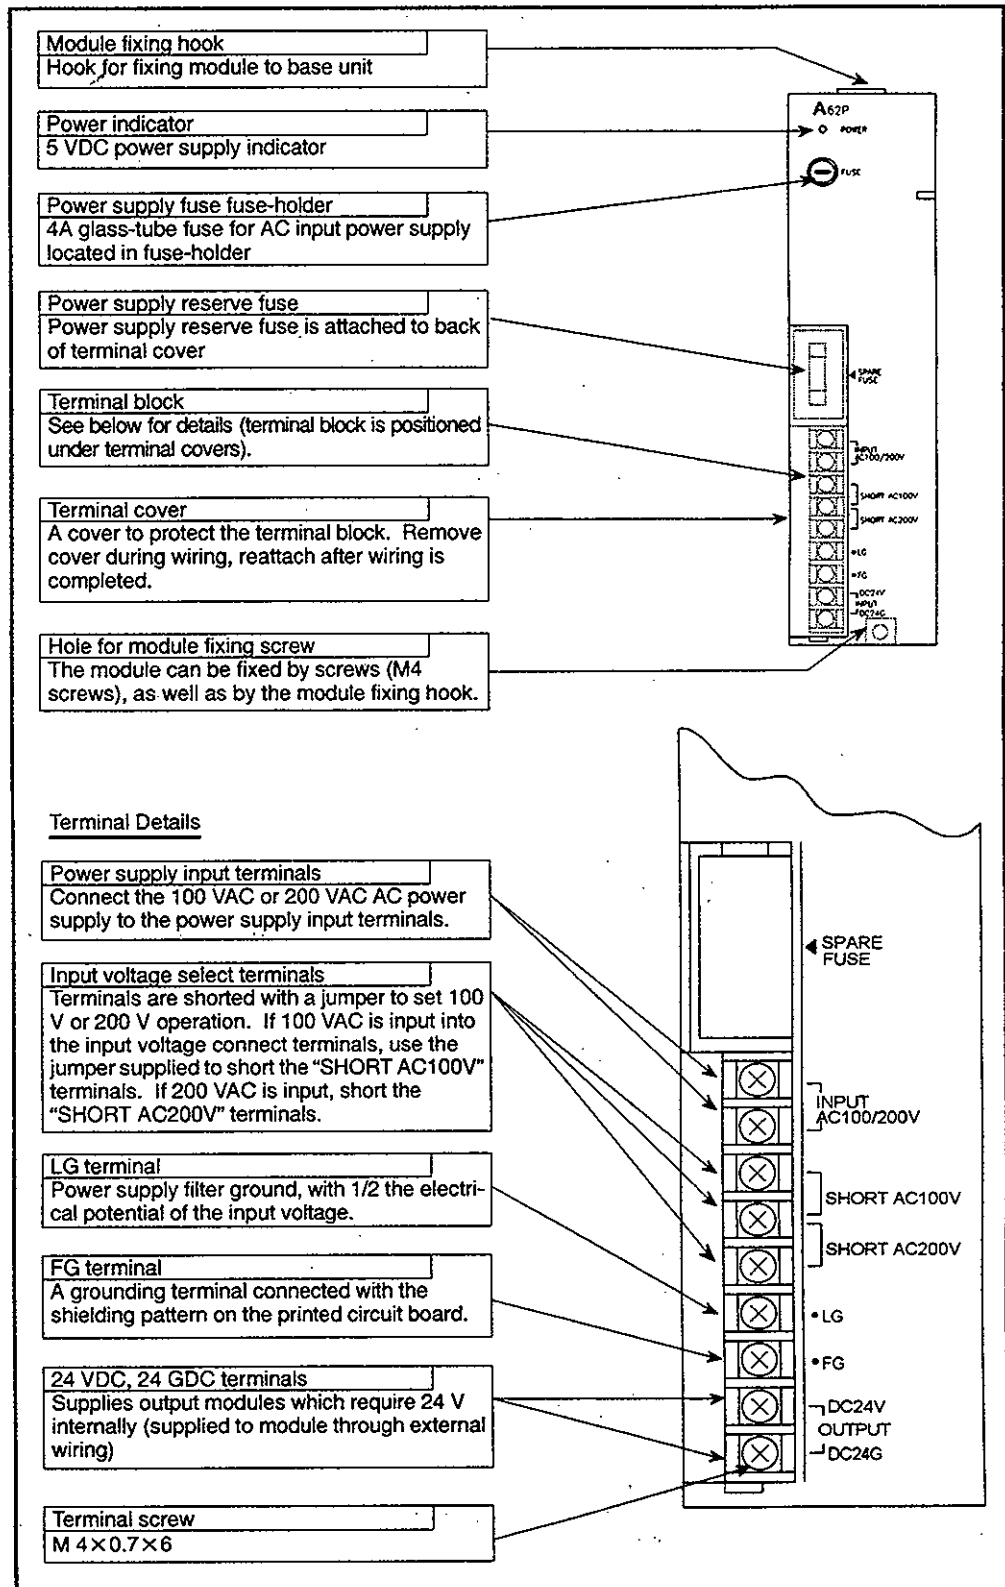 Module fixing hook
Hook for fixing module to base unit
Power indicator
5 VDC power supply indicator
Power supply fuse fuse-holder
4A glass-tube fuse for AC input power supply
located in fuse-holder
Power supply reserve fuse
Power supply reserve fuse is attached to back
of terminal cover
Terminal block
See below for details (terminal block is positioned
under terminal covers).
Terminal cover
A cover to protect the terminal block. Remove
cover during wiring, reattach after wiring is
completed.
Hole for module fixing screw
The module can be fixed by screws (M4
screws), as well as by the module fixing hook.
A62P
POWER
FUSE
SPARE
FUSE
INPUT
AC100/200V
SHORT AC100V
SHORT AC200V
•LG
•FG
DC24V
INPUT
DC24G
Terminal Details
Power supply input terminals
Connect the 100 VAC or 200 VAC AC power
supply to the power supply input terminals.
Input voltage select terminals
Terminals are shorted with a jumper to set 100
V or 200 V operation. If 100 VAC is input into
the input voltage connect terminals, use the
jumper supplied to short the “SHORT AC100V”
terminals. If 200 VAC is input, short the
“SHORT AC200V” terminals.
LG terminal
Power supply filter ground, with 1/2 the electri-
cal potential of the input voltage.
FG terminal
A grounding terminal connected with the
shielding pattern on the printed circuit board.
24 VDC, 24 GDC terminals
Supplies output modules which require 24 V
internally (supplied to module through external
wiring)
Terminal screw
M 4×0.7×6
SPARE
FUSE
INPUT
AC100/200V
SHORT AC100V
SHORT AC200V
•LG
•FG
DC24V
OUTPUT
DC24G